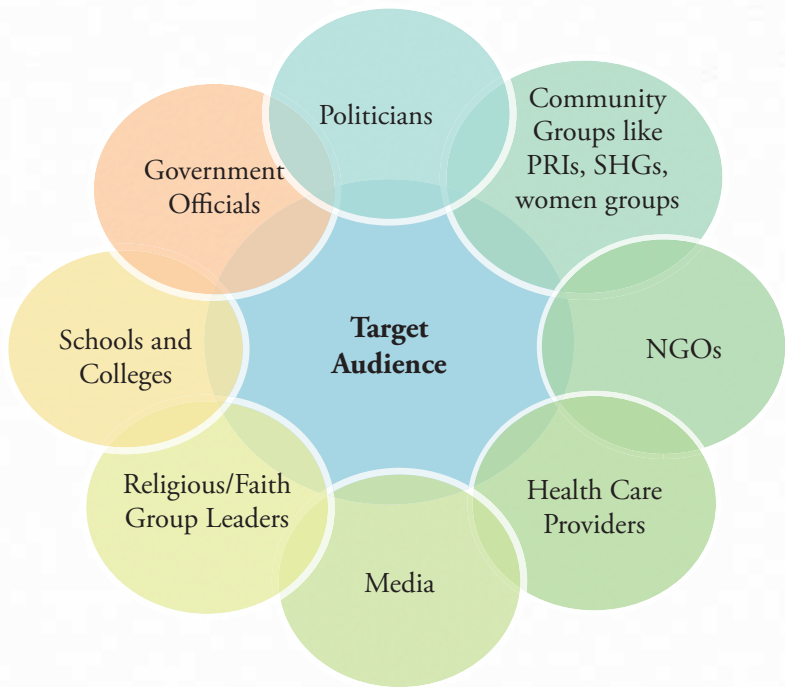 Politicians
Community
Groups like
PRIs, SHGs,
women groups
Government
Officials
Target
Audience
Schools and
Colleges
NGOs
Religious/Faith
Group Leaders
Health Care
Providers
Media